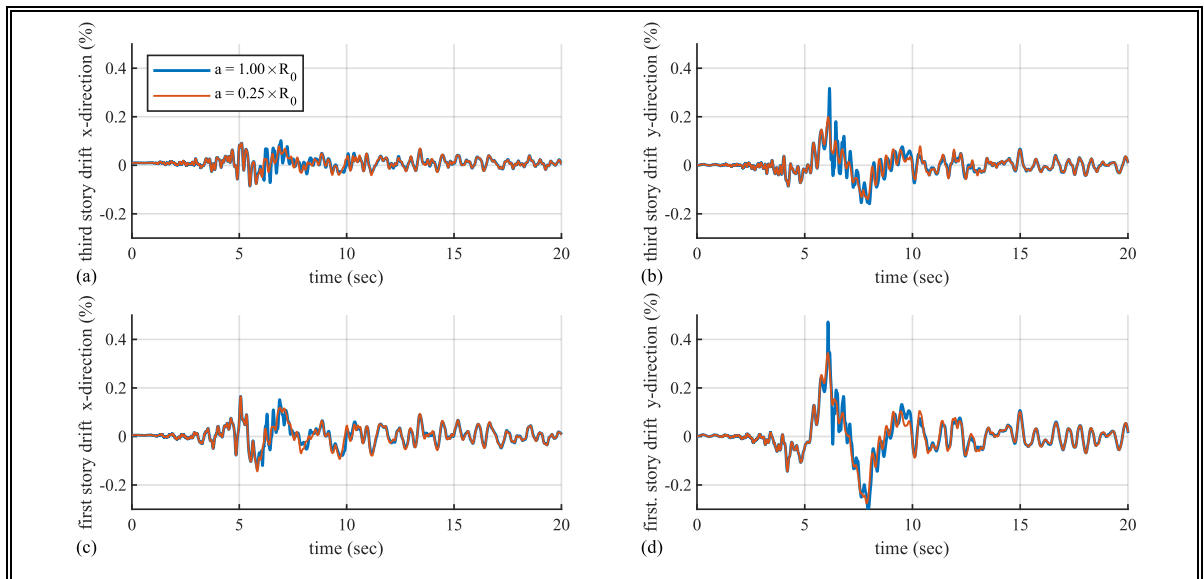 third story drift x-direction (%)
0.4
0.2
0
-0.2
a = 1.00×R0
a = 0.25×R0
0 5 10 15 20
time (sec)
(a)
third story drift y-direction (%)
0.4
0.2
0
-0.2
0 5 10 15 20
time (sec)
(b)
first story drift x-direction (%)
0.4
0.2
0
-0.2
0 5 10 15 20
time (sec)
(c)
first. story drift y-direction (%)
0.4
0.2
0
-0.2
0 5 10 15 20
time (sec)
(d)